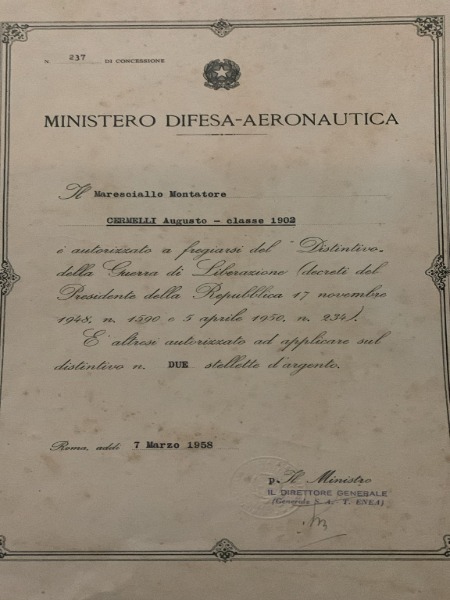 N. 237 DI CONCESSIONE
MINISTERO DIFESA-AERONAUTICA
Il Maresciallo Montatore
CERMELLI Augusto - classe 1902
è autorizzato a fregiarsi del "Distintivo
della Guerra di Liberazione (decreti del
Presidente della Repubblica 17 novembre
1948, n. 1590 e 5 aprile 1950, n. 234).
E' altresì autorizzato ad applicare sul
distintivo n. DUE stellette d'argento.
Roma, addì 7 Marzo 1958
p. Il Ministro
IL DIRETTORE GENERALE
(Generale S. A. T. ENEA)